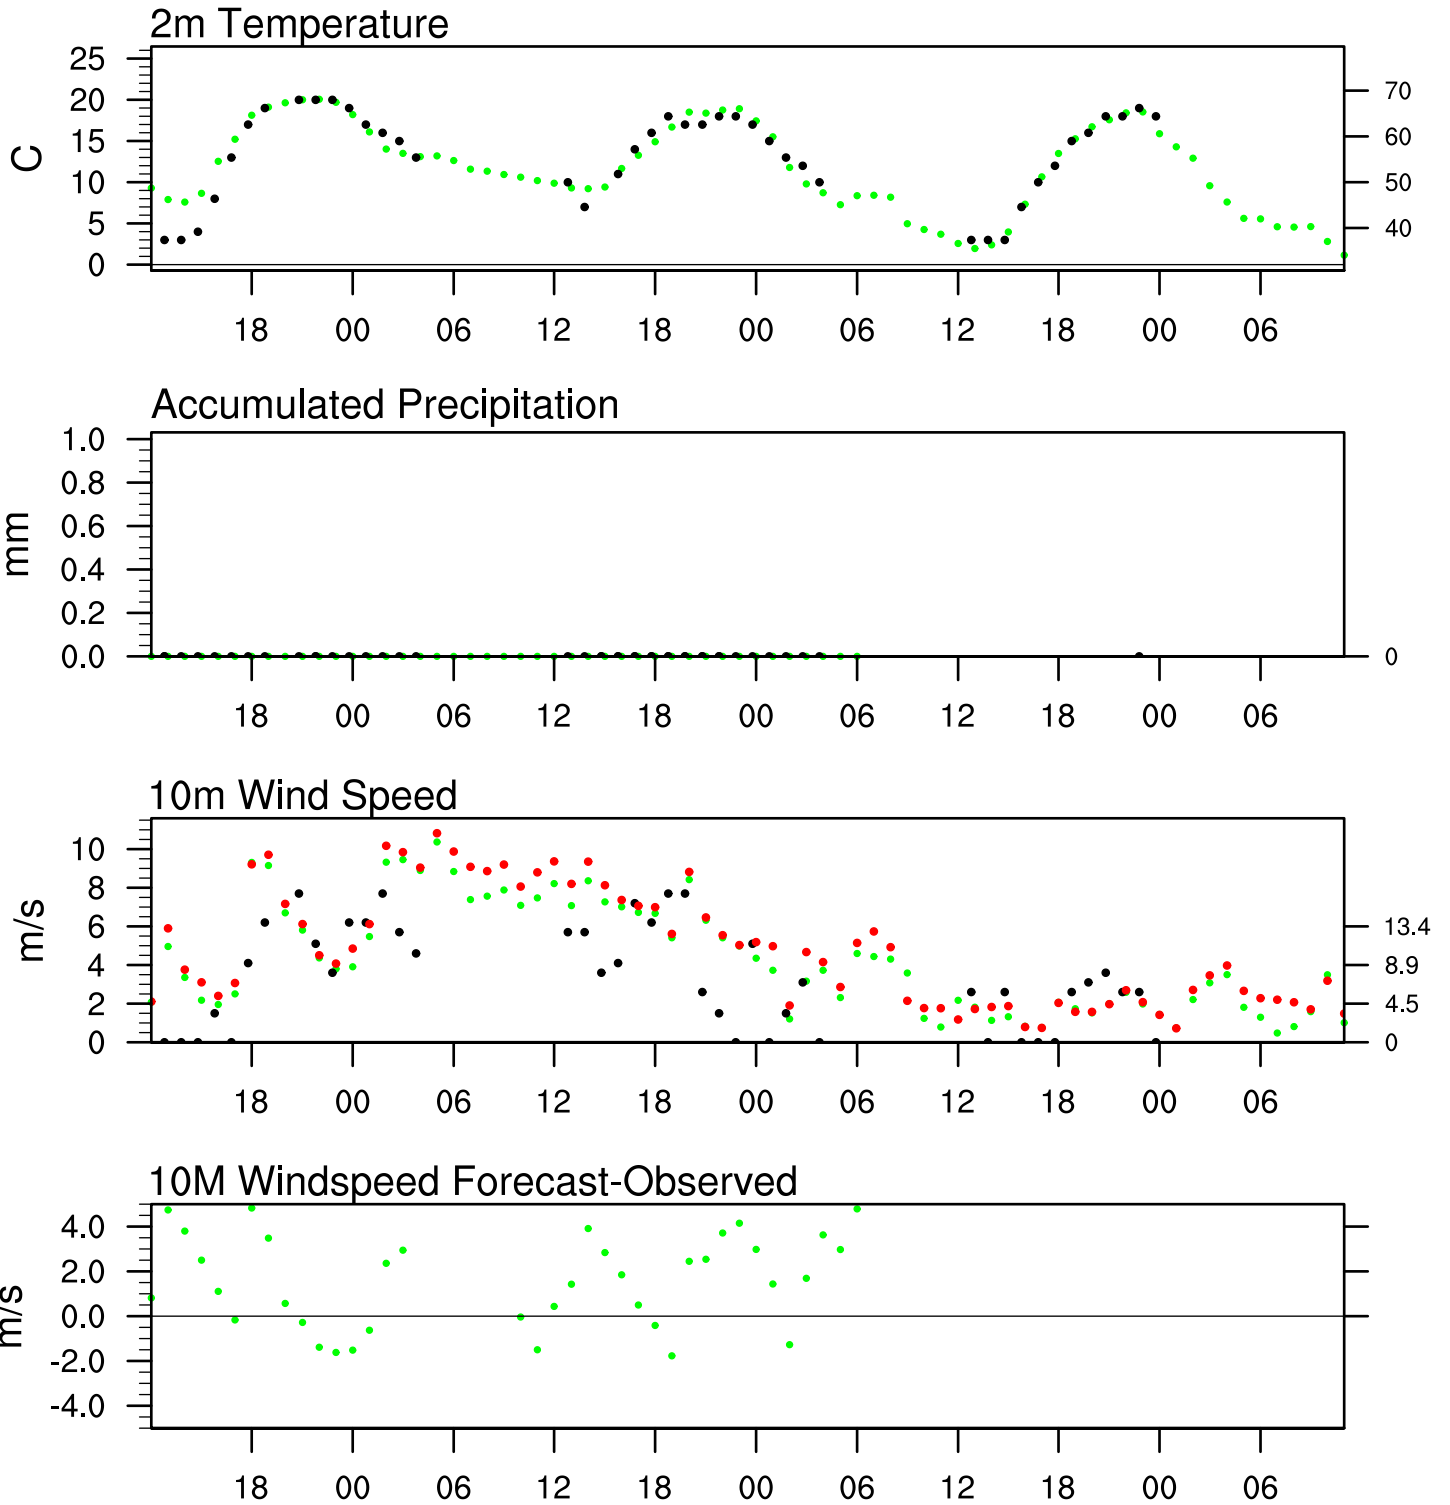 2m Temperature
25
20
15
10
5
0
C
70
60
50
40
18 00 06 12 18 00 06 12 18 00 06
Accumulated Precipitation
1.0
0.8
0.6
0.4
0.2
0.0
mm
0
18 00 06 12 18 00 06 12 18 00 06
10m Wind Speed
10
8
6
4
2
0
m/s
13.4
8.9
4.5
0
18 00 06 12 18 00 06 12 18 00 06
10M Windspeed Forecast-Observed
4.0
2.0
0.0
-2.0
-4.0
m/s
18 00 06 12 18 00 06 12 18 00 06